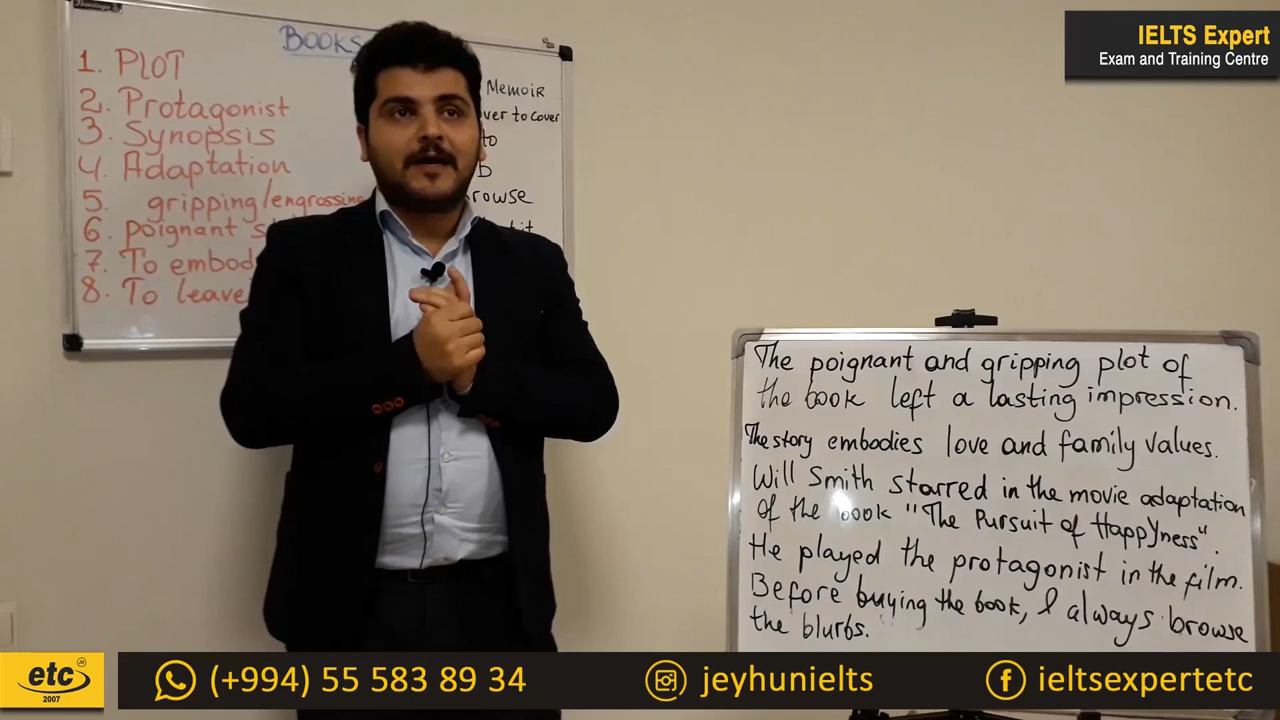 BOOKS
1. PLOT
2. Protagonist
3. Synopsis
4. Adaptation
5. gripping/engrossing
6. poignant
7. To
8. To leave
Memoir
to cover
to
IELTS Expert
Exam and Training Centre
The poignant and gripping plot of
the book left a lasting impression.
The story embodies love and family values.
Will Smith starred in the movie adaptation
of the book "The Pursuit of Happyness".
He played the protagonist in the film.
Before buying the book, I always browse
the blurbs.
etc
2007
(+994) 55 583 89 34
jeyhunielts
ieltsexpertetc